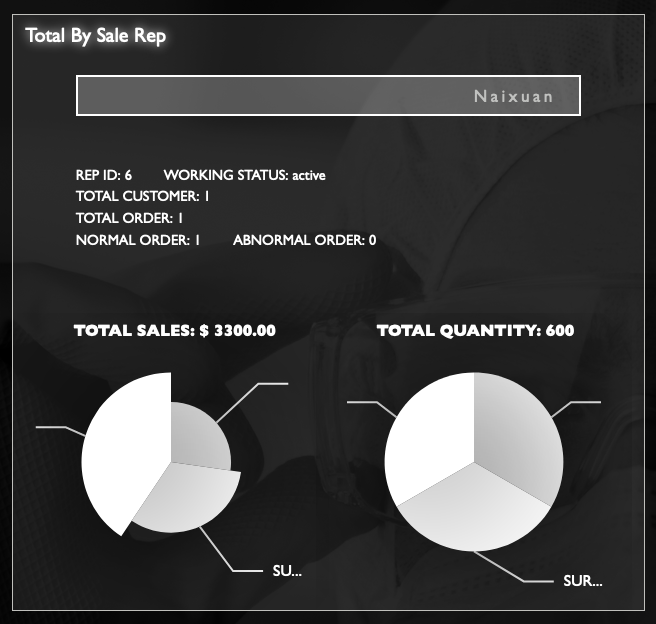 Total By Sale Rep
Naixuan
REP ID: 6 WORKING STATUS: active
TOTAL CUSTOMER: 1
TOTAL ORDER: 1
NORMAL ORDER: 1 ABNORMAL ORDER: 0
TOTAL SALES: $ 3300.00 TOTAL QUANTITY: 600
SU...
SUR...